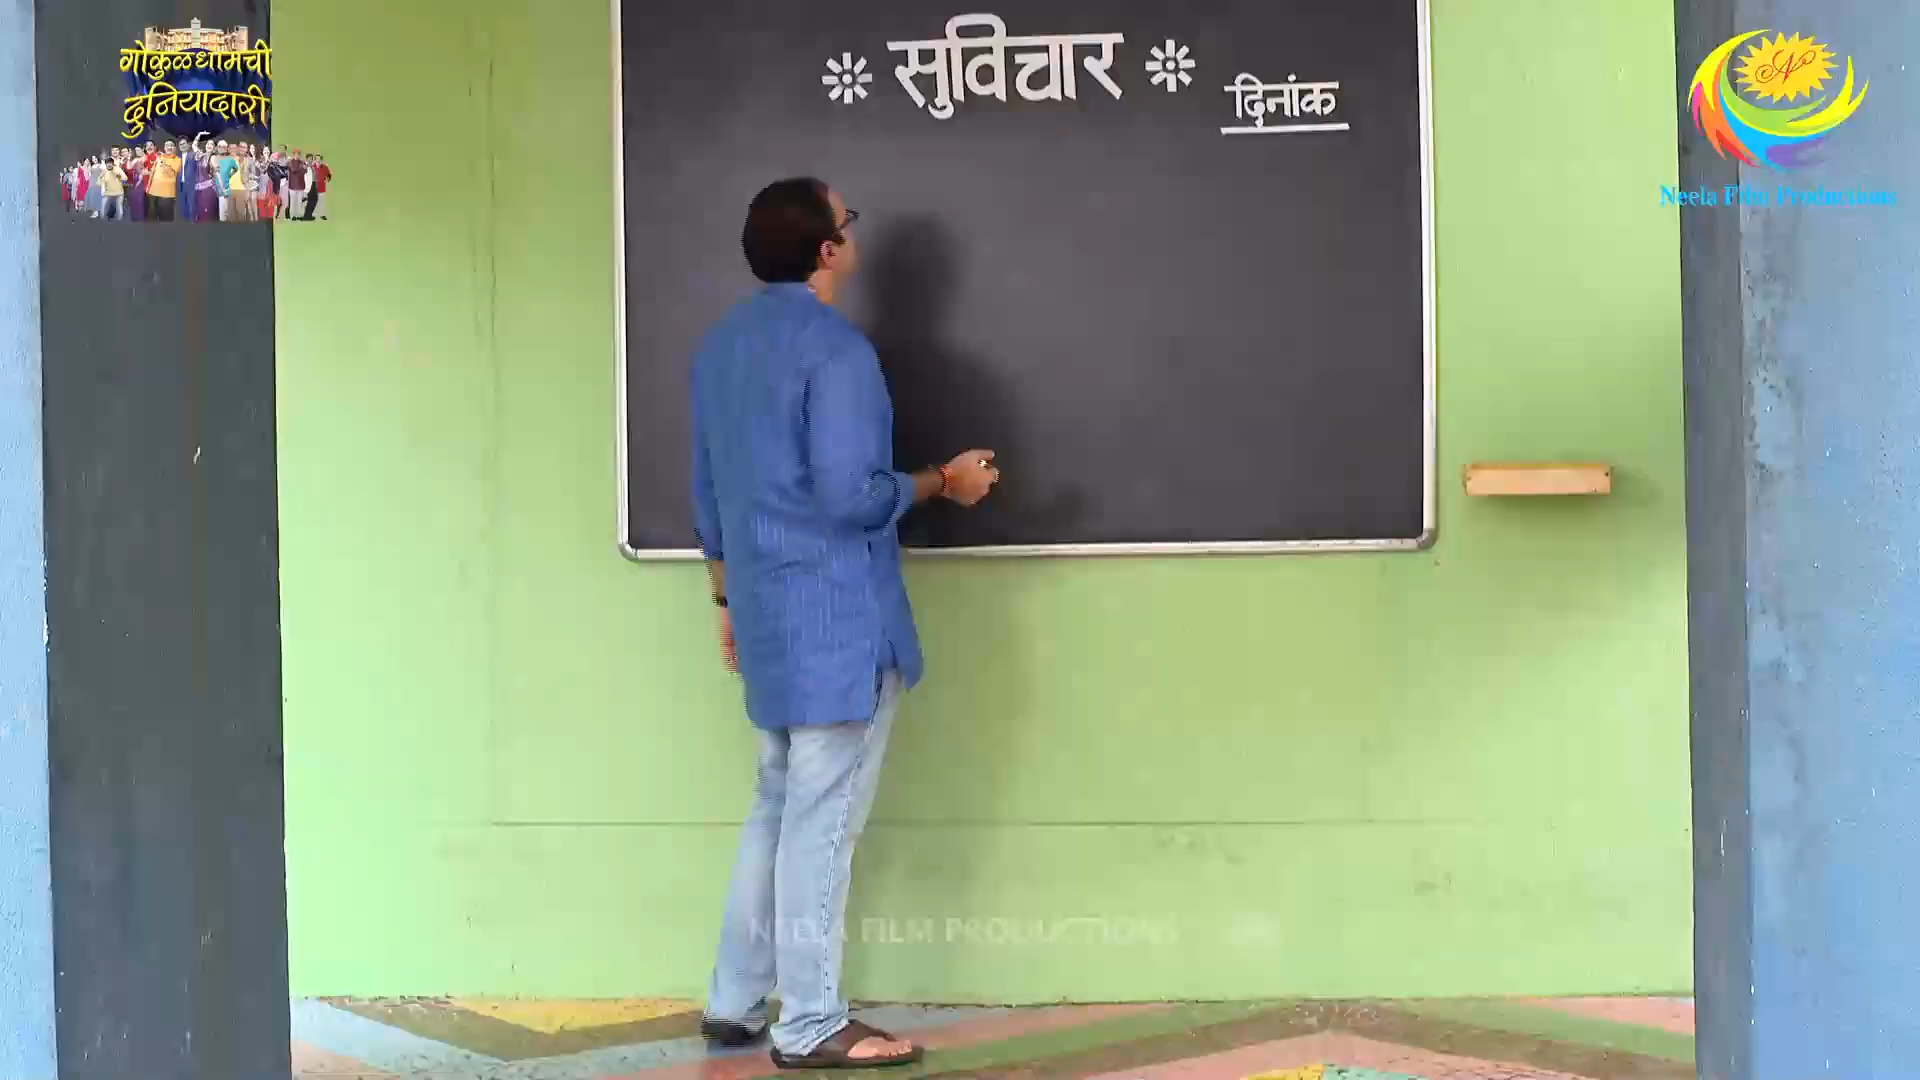 गोकुळधामची
दुनियादारी
सुविचार
दिनांक
Neela Film Productions
NEELA FILM PRODUCTIONS